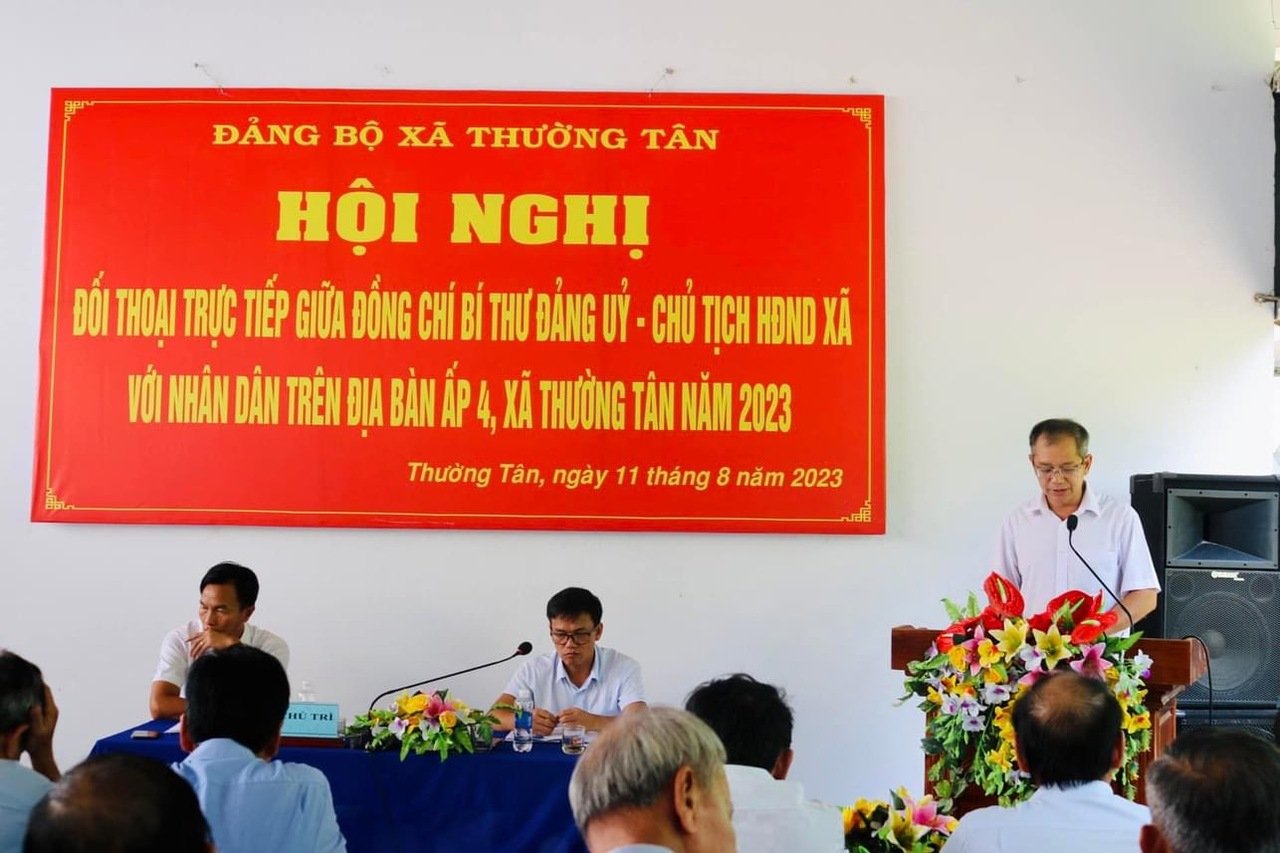 ĐẢNG BỘ XÃ THƯỜNG TÂN
HỘI NGHỊ
ĐỐI THOẠI TRỰC TIẾP GIỮA ĐỒNG CHÍ BÍ THƯ ĐẢNG UỶ - CHỦ TỊCH HĐND XÃ
VỚI NHÂN DÂN TRÊN ĐỊA BÀN ẤP 4, XÃ THƯỜNG TÂN NĂM 2023
Thường Tân, ngày 11 tháng 8 năm 2023
CHỦ TRÌ